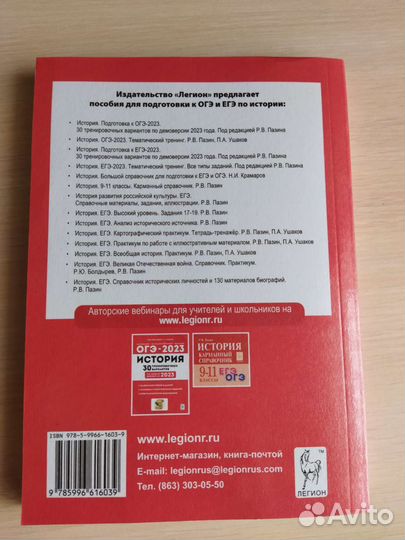 Издательство «Легион» предлагает
пособия для подготовки к ОГЭ и ЕГЭ по истории:
• История. Подготовка к ОГЭ-2023.
30 тренировочных вариантов по демоверсии 2023 года. Под редакцией Р.В. Пазина
• История. ОГЭ-2023. Тематический тренинг. Р.В. Пазин, П.А. Ушаков
• История. Подготовка к ЕГЭ-2023.
30 тренировочных вариантов по демоверсии 2023 года. Под редакцией Р.В. Пазина
• История. ЕГЭ-2023. Тематический тренинг. Все типы заданий. Под редакцией Р.В. Пазина
• История. Большой справочник для подготовки к ЕГЭ и ОГЭ. Н.И. Крамаров
• История. 9-11 классы. Карманный справочник. Р.В. Пазин
• История развития российской культуры. ЕГЭ.
Справочные материалы, задания, иллюстрации. Р.В. Пазин
• История. ЕГЭ. Высокий уровень. Задания 17-19. Р.В. Пазин
• История. ЕГЭ. Анализ исторического источника. Р.В. Пазин
• История. ЕГЭ. Картографический практикум. Тетрадь-тренажёр. Р.В. Пазин, П.А. Ушаков
• История. ЕГЭ. Практикум по работе с иллюстративным материалом. Р.В. Пазин, П.А. Ушаков
• История. ЕГЭ. Всеобщая история. Практикум. Р.В. Пазин, П.А. Ушаков
• История. ЕГЭ. Великая Отечественная война. Справочник. Практикум.
Р.Ю. Болдырев, Р.В. Пазин
• История. ЕГЭ. Справочник исторических личностей и 130 материалов биографий.
Р.В. Пазин
Авторские вебинары для учителей и школьников на
www.legionr.ru
ОГЭ-2023
ИСТОРИЯ
30 ТРЕНИРОВОЧНЫХ ВАРИАНТОВ
2023
ИСТОРИЯ
КАРМАННЫЙ СПРАВОЧНИК
9-11 ЕГЭ
КЛАССЫ ОГЭ
ISBN 978-5-9966-1603-9
9 785996 616039
www.legionr.ru
Интернет-магазин, книга-почтой
E-mail: legionrus@legionrus.com
Тел. (863) 303-05-50
TM
ЛЕГИОН
Avito